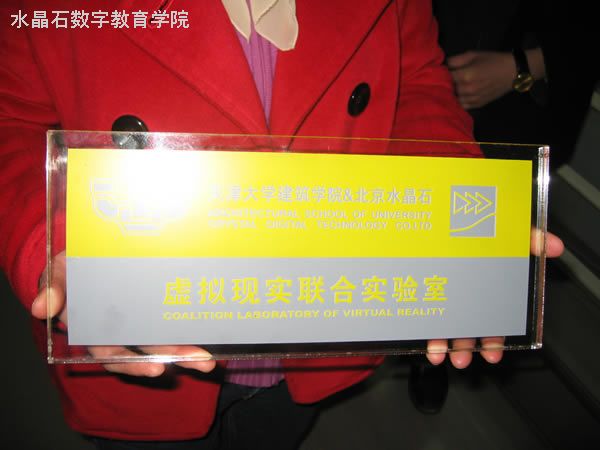 水晶石数字教育学院
天津大学建筑学院&北京水晶石
ARCHITECTURAL SCHOOL OF UNIVERSITY
CRYSTAL DIGITAL TECHNOLOGY CO LTD
虚拟现实联合实验室
COALITION LABORATORY OF VIRTUAL REALITY